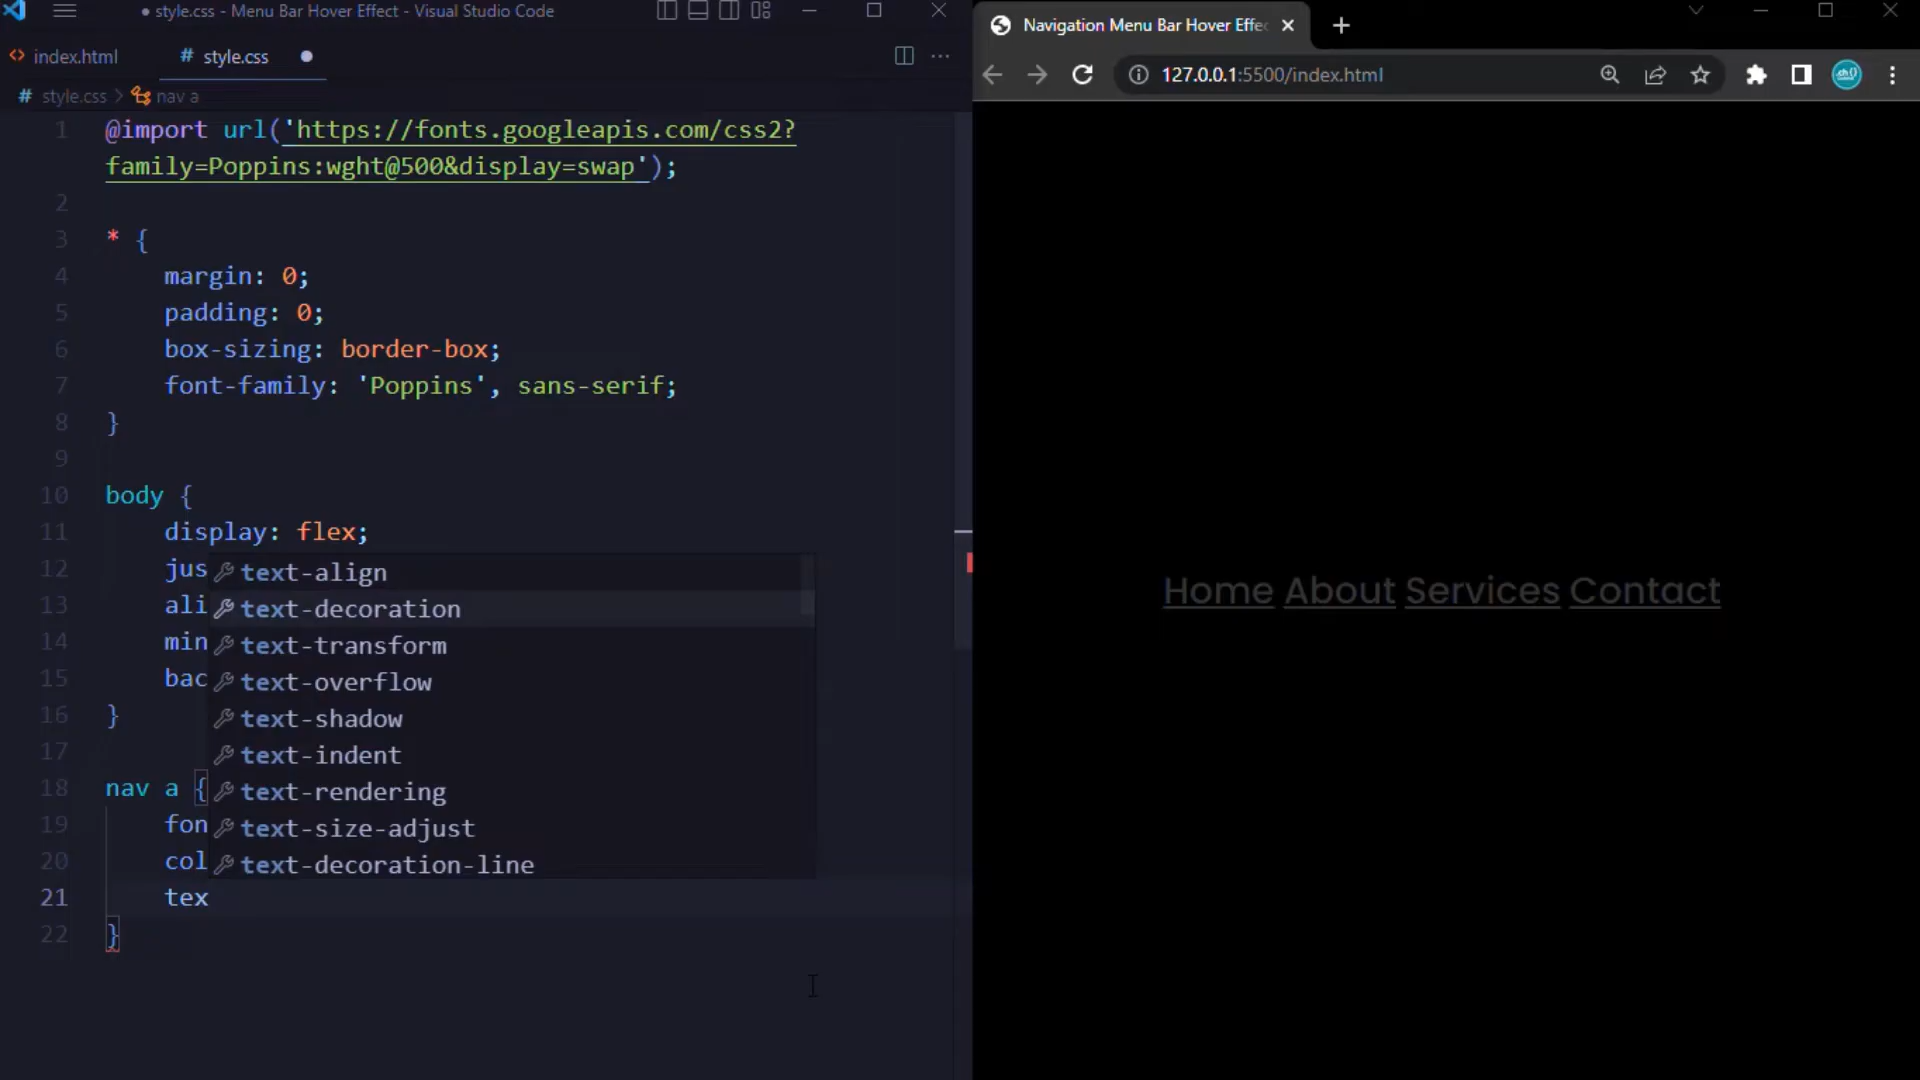 ● style.css - Menu Bar Hover Effect - Visual Studio Code
index.html
# style.css ●
# style.css > nav a
1 @import url('https://fonts.googleapis.com/css2?
family=Poppins:wght@500&display=swap');
2
3 * {
4 margin: 0;
5 padding: 0;
6 box-sizing: border-box;
7 font-family: 'Poppins', sans-serif;
8 }
9
10 body {
11 display: flex;
12 jus
13 ali
14 min
15 bac
16 }
17
18 nav a {
19 fon
20 col
21 tex
22 }
text-align
text-decoration
text-transform
text-overflow
text-shadow
text-indent
text-rendering
text-size-adjust
text-decoration-line
Navigation Menu Bar Hover Effe
127.0.0.1:5500/index.html
Home About Services Contact